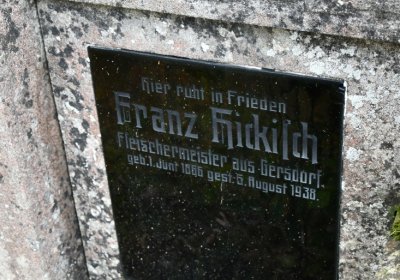 Hier ruht in Frieden
Franz Hickisch
Fleischermeister aus Gersdorf.
geb. 1. Juni 1866 gest. 5. August 1938.